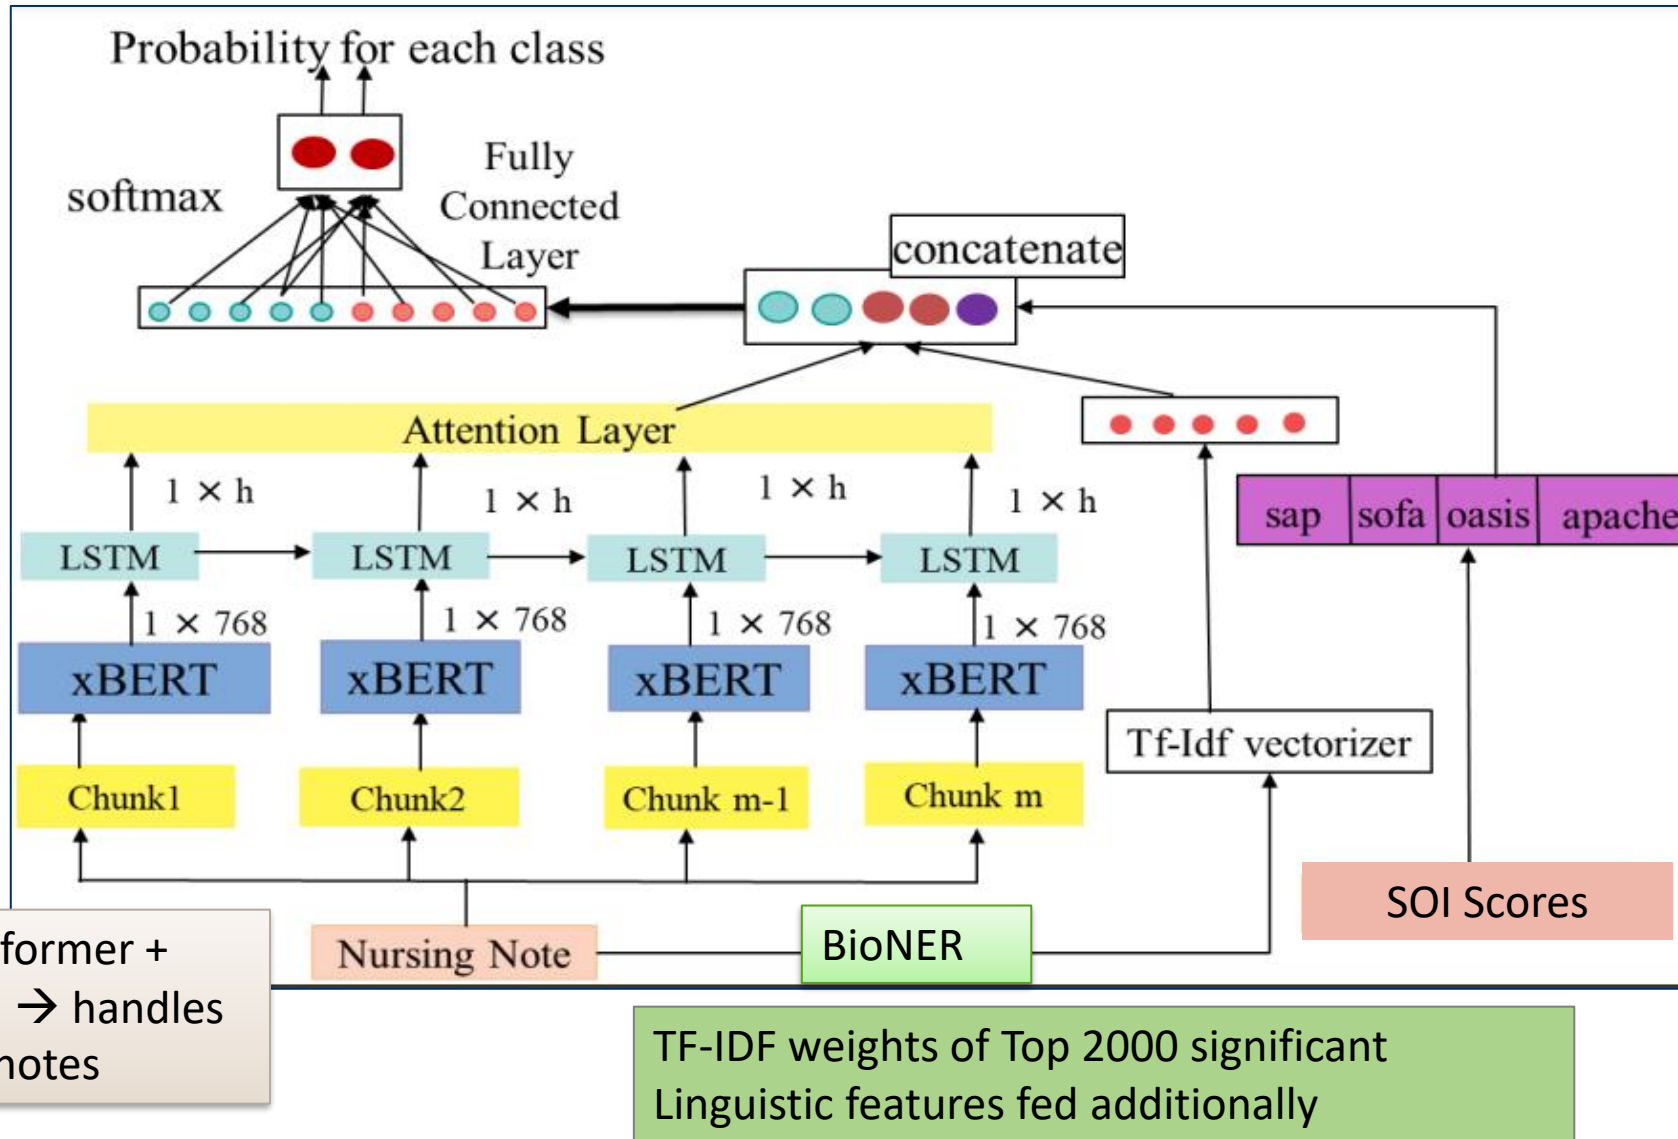 Probability for each class
softmax
Fully
Connected
Layer
concatenate
Attention Layer
1 × h
1 × h
1 × h
1 × h
LSTM
LSTM
LSTM
LSTM
1 × 768
1 × 768
1 × 768
1 × 768
xBERT
xBERT
xBERT
xBERT
Chunk1
Chunk2
Chunk m-1
Chunk m
sap
sofa
oasis
apache
Tf-Idf vectorizer
SOI Scores
Nursing Note
BioNER
former +
→ handles
notes
TF-IDF weights of Top 2000 significant
Linguistic features fed additionally